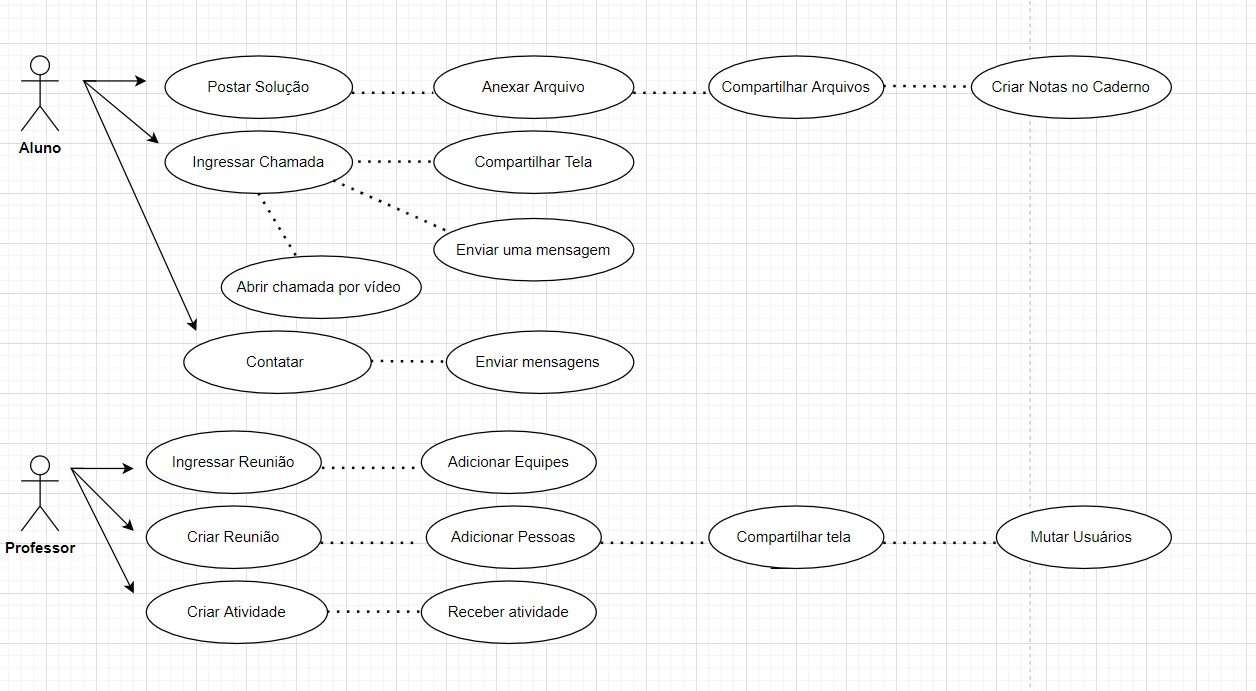 Postar Solução
Anexar Arquivo
Compartilhar Arquivos
Criar Notas no Caderno
Aluno
Ingressar Chamada
Compartilhar Tela
Enviar uma mensagem
Abrir chamada por vídeo
Contatar
Enviar mensagens
Ingressar Reunião
Adicionar Equipes
Professor
Criar Reunião
Adicionar Pessoas
Compartilhar tela
Mutar Usuários
Criar Atividade
Receber atividade